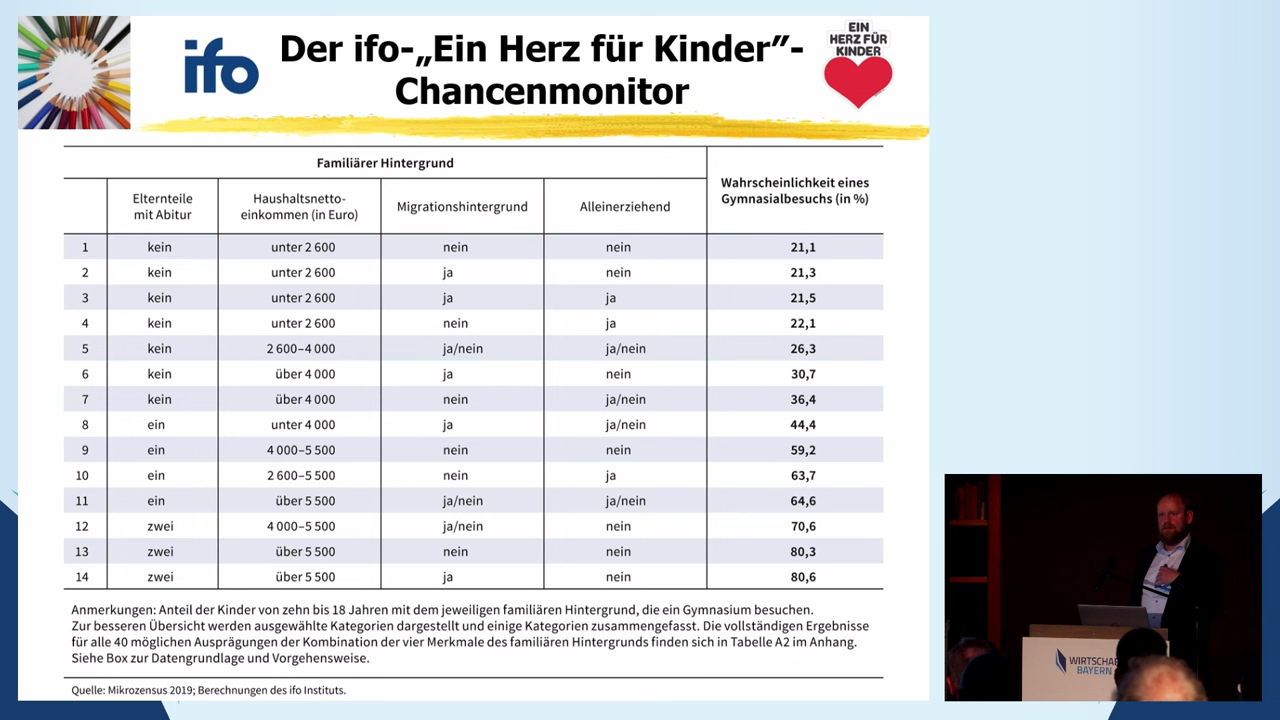 ifo
Der ifo-„Ein Herz für Kinder”-
Chancenmonitor
EIN
HERZ FÜR
KINDER
Familiärer Hintergrund
Wahrscheinlichkeit eines
Gymnasialbesuchs (in %)
Elternteile
mit Abitur
Haushaltsnetto-
einkommen (in Euro)
Migrationshintergrund
Alleinerziehend
1 kein unter 2 600 nein nein 21,1
2 kein unter 2 600 ja nein 21,3
3 kein unter 2 600 ja ja 21,5
4 kein unter 2 600 nein ja 22,1
5 kein 2 600–4 000 ja/nein ja/nein 26,3
6 kein über 4 000 ja nein 30,7
7 kein über 4 000 nein ja/nein 36,4
8 ein unter 4 000 ja ja/nein 44,4
9 ein 4 000–5 500 nein nein 59,2
10 ein 2 600–5 500 nein ja 63,7
11 ein über 5 500 ja/nein ja/nein 64,6
12 zwei 4 000–5 500 ja/nein nein 70,6
13 zwei über 5 500 nein nein 80,3
14 zwei über 5 500 ja nein 80,6
Anmerkungen: Anteil der Kinder von zehn bis 18 Jahren mit dem jeweiligen familiären Hintergrund, die ein Gymnasium besuchen.
Zur besseren Übersicht werden ausgewählte Kategorien dargestellt und einige Kategorien zusammengefasst. Die vollständigen Ergebnisse
für alle 40 möglichen Ausprägungen der Kombination der vier Merkmale des familiären Hintergrunds finden sich in Tabelle A2 im Anhang.
Siehe Box zur Datengrundlage und Vorgehensweise.
Quelle: Mikrozensus 2019; Berechnungen des ifo Instituts.
BAYERN